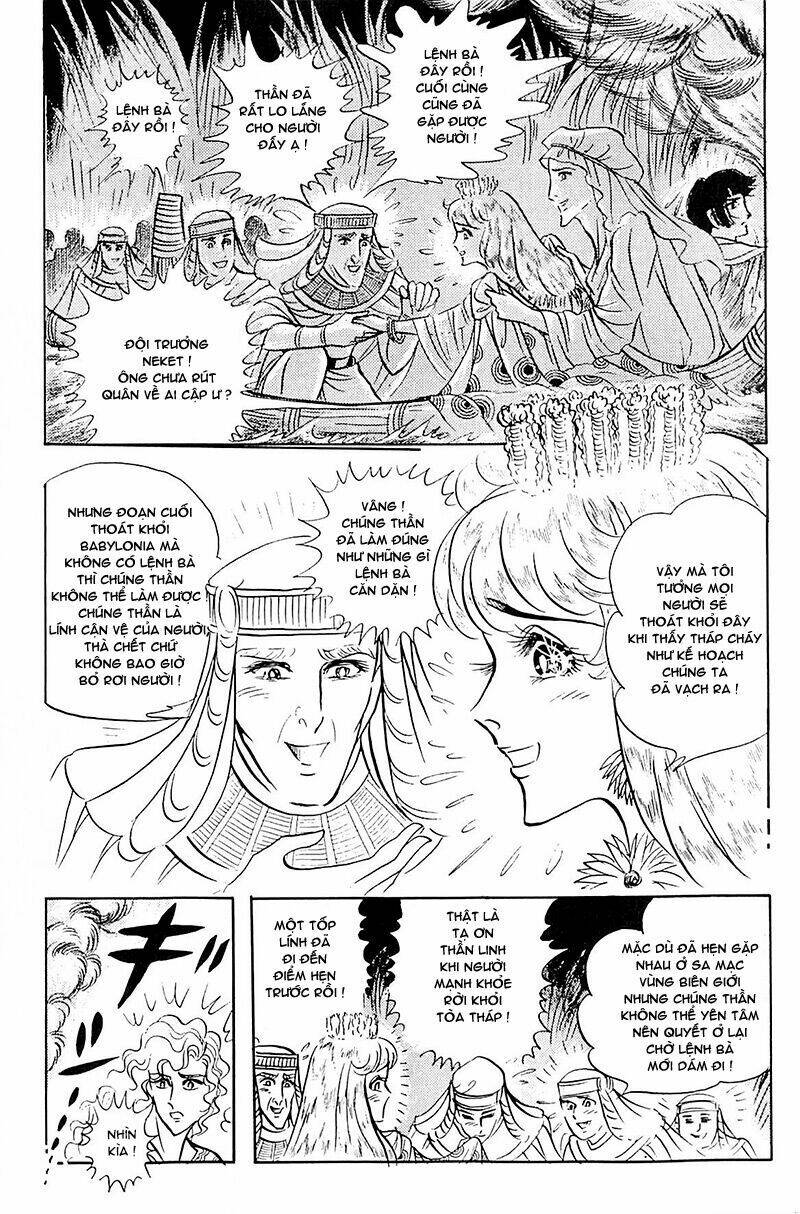 LỆNH BÀ
ĐÂY RỒI !
CUỐI CÙNG
CŨNG ĐÃ
GẶP ĐƯỢC
NGƯỜI !
THẦN ĐÃ
RẤT LO LẮNG
CHO NGƯỜI
ĐẤY Ạ !
LỆNH BÀ
ĐÂY RỒI !
ĐỘI TRƯỞNG
NEKET !
ÔNG CHƯA RÚT
QUÂN VỀ AI CẬP Ư ?
VẬY MÀ TÔI
TƯỞNG MỌI
NGƯỜI SẼ
THOÁT KHỎI ĐÂY
KHI THẤY THÁP CHÁY
NHƯ KẾ HOẠCH
CHÚNG TA
ĐÃ VẠCH RA !
VÂNG !
CHÚNG THẦN
ĐÃ LÀM ĐÚNG
NHƯ NHỮNG GÌ
LỆNH BÀ
CĂN DẶN !
NHƯNG ĐOẠN CUỐI
THOÁT KHỎI
BABYLONIA MÀ
KHÔNG CÓ LỆNH BÀ
THÌ CHÚNG THẦN
KHÔNG THỂ LÀM ĐƯỢC
CHÚNG THẦN LÀ
LÍNH CẬN VỆ CỦA NGƯỜI
THÀ CHẾT CHỨ
KHÔNG BAO GIỜ
BỎ RƠI NGƯỜI !
MẶC DÙ ĐÃ HẸN GẶP
NHAU Ở SA MẠC
VÙNG BIÊN GIỚI
NHƯNG CHÚNG THẦN
KHÔNG THỂ YÊN TÂM
NÊN QUYẾT Ở LẠI
CHỜ LỆNH BÀ
MỚI DÁM ĐI !
THẬT LÀ
TẠ ƠN
THẦN LINH
KHI NGƯỜI
MẠNH KHỎE
RỜI KHỎI
TÒA THÁP !
MỘT TỐP
LÍNH ĐÃ
ĐI ĐẾN
ĐIỂM HẸN
TRƯỚC RỒI !
NHÌN
KÌA !